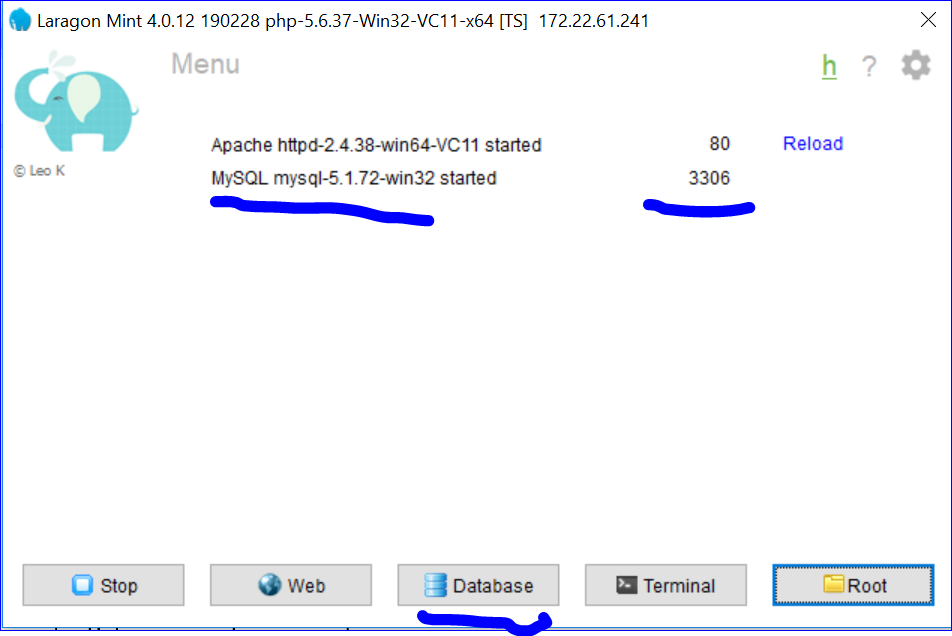 Laragon Mint 4.0.12 190228 php-5.6.37-Win32-VC11-x64 [TS] 172.22.61.241
Menu
h ?
© Leo K
Apache httpd-2.4.38-win64-VC11 started 80 Reload
MySQL mysql-5.1.72-win32 started 3306
Stop Web Database Terminal Root